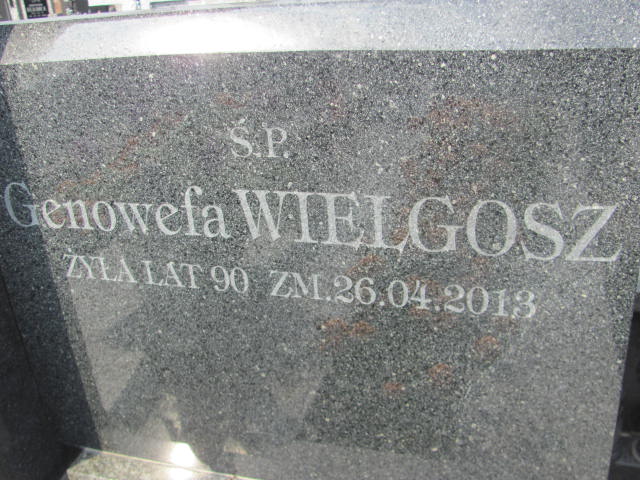 Ś.P.
Genowefa WIELGOSZ
ŻYŁA LAT 90 ZM.26.04.2013